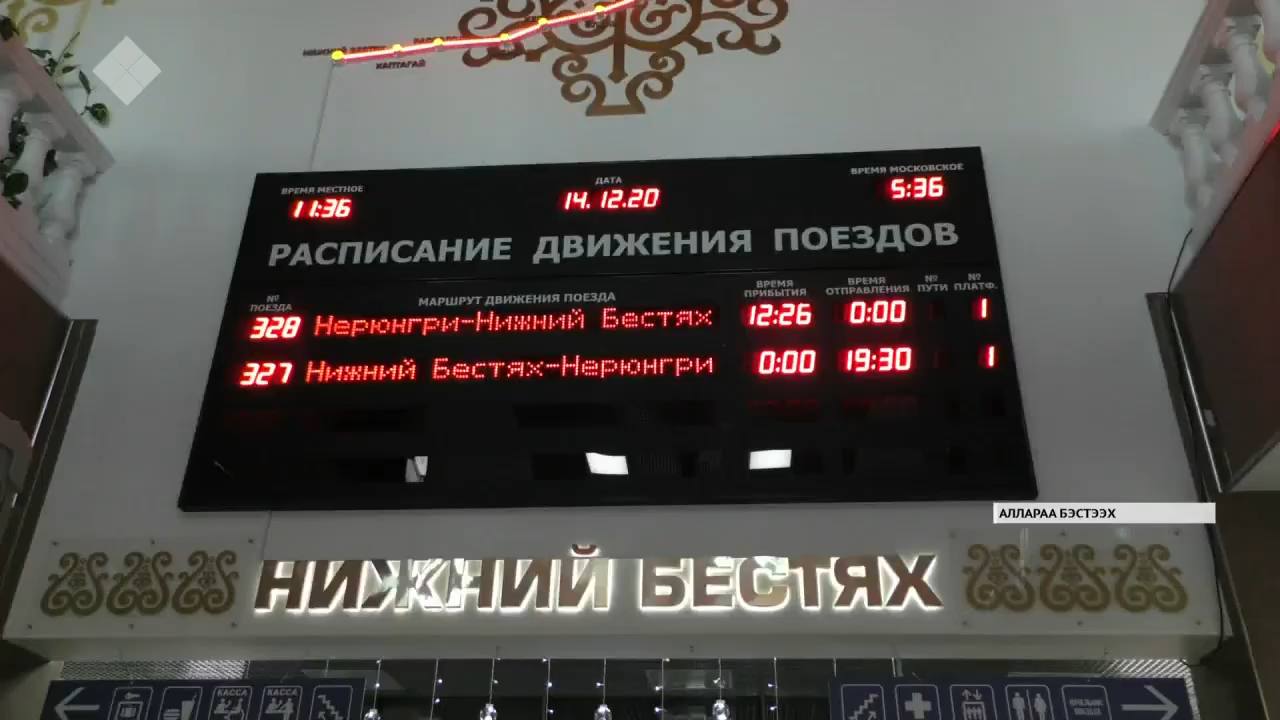 КАПТАГАЙ
ВРЕМЯ МЕСТНОЕ ДАТА ВРЕМЯ МОСКОВСКОЕ
11:36 14.12.20 5:36
РАСПИСАНИЕ ДВИЖЕНИЯ ПОЕЗДОВ
№ ПОЕЗДА МАРШРУТ ДВИЖЕНИЯ ПОЕЗДА ВРЕМЯ ПРИБЫТИЯ ВРЕМЯ ОТПРАВЛЕНИЯ № ПУТИ № ПЛАТФ.
328 Нерюнгри-Нижний Бестях 12:26 0:00 1
327 Нижний Бестях-Нерюнгри 0:00 19:30 1
АЛЛАРАА БЭСТЭЭХ
НИЖНИЙ БЕСТЯХ
КАССА КАССА